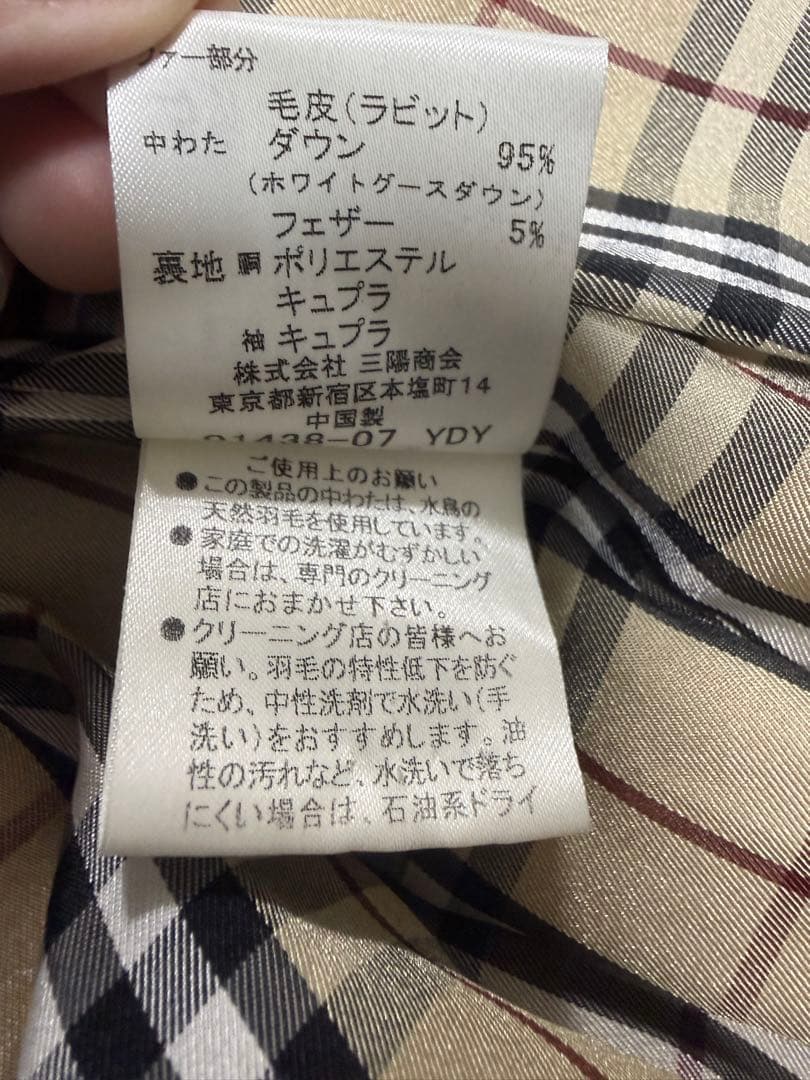 ファー部分
毛皮(ラビット)
中わた ダウン 95%
(ホワイトグースダウン)
フェザー 5%
裏地 胴 ポリエステル
キュプラ
袖 キュプラ
株式会社 三陽商会
東京都新宿区本塩町14
中国製
91438-07 YDY
ご使用上のお願い
●この製品の中わたは、水鳥の
天然羽毛を使用しています。
●家庭での洗濯がむずかしい
場合は、専門のクリーニング
店におまかせ下さい。
●クリーニング店の皆様へお
願い。羽毛の特性低下を防ぐ
ため、中性洗剤で水洗い(手
洗い)をおすすめします。油
性の汚れなど、水洗いで落ち
にくい場合は、石油系ドライ